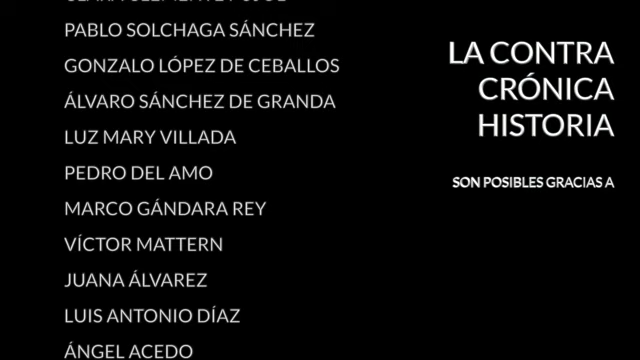 PABLO SOLCHAGA SÁNCHEZ
GONZALO LÓPEZ DE CEBALLOS
ÁLVARO SÁNCHEZ DE GRANDA
LUZ MARY VILLADA
PEDRO DEL AMO
MARCO GÁNDARA REY
VÍCTOR MATTERN
JUANA ÁLVAREZ
LUIS ANTONIO DÍAZ
ÁNGEL ACEDO
LA CONTRA
CRÓNICA
HISTORIA
SON POSIBLES GRACIAS A